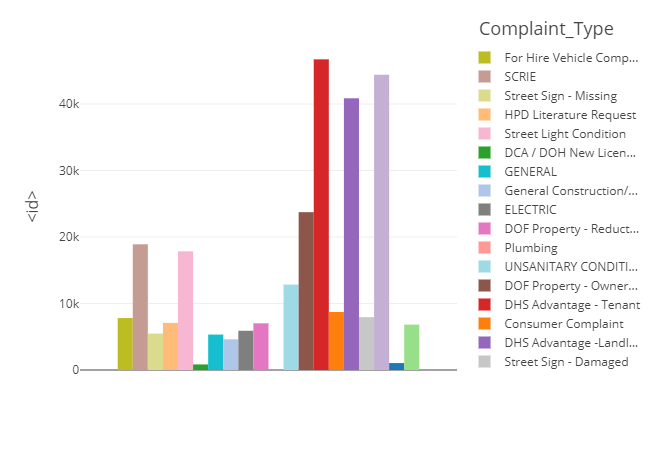 Complaint_Type
For Hire Vehicle Comp...
SCRIE
Street Sign - Missing
HPD Literature Request
Street Light Condition
DCA / DOH New Licen...
GENERAL
General Construction/...
ELECTRIC
DOF Property - Reduct...
Plumbing
UNSANITARY CONDITI...
DOF Property - Owner...
DHS Advantage - Tenant
Consumer Complaint
DHS Advantage -Landl...
Street Sign - Damaged
40k
30k
20k
10k
0
<id>